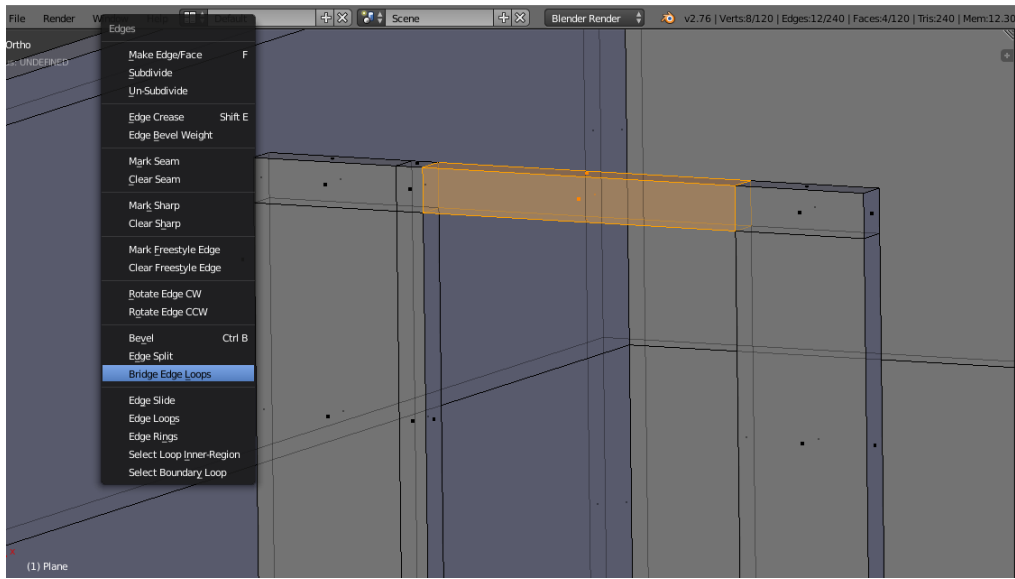 File Render Window Help Default Scene Blender Render v2.76 | Verts:8/120 | Edges:12/240 | Faces:4/120 | Tris:240 | Mem:12.30
Ortho
us: UNDEFINED
Edges
Make Edge/Face F
Subdivide
Un-Subdivide
Edge Crease Shift E
Edge Bevel Weight
Mark Seam
Clear Seam
Mark Sharp
Clear Sharp
Mark Freestyle Edge
Clear Freestyle Edge
Rotate Edge CW
Rotate Edge CCW
Bevel Ctrl B
Edge Split
Bridge Edge Loops
Edge Slide
Edge Loops
Edge Rings
Select Loop Inner-Region
Select Boundary Loop
x
(1) Plane